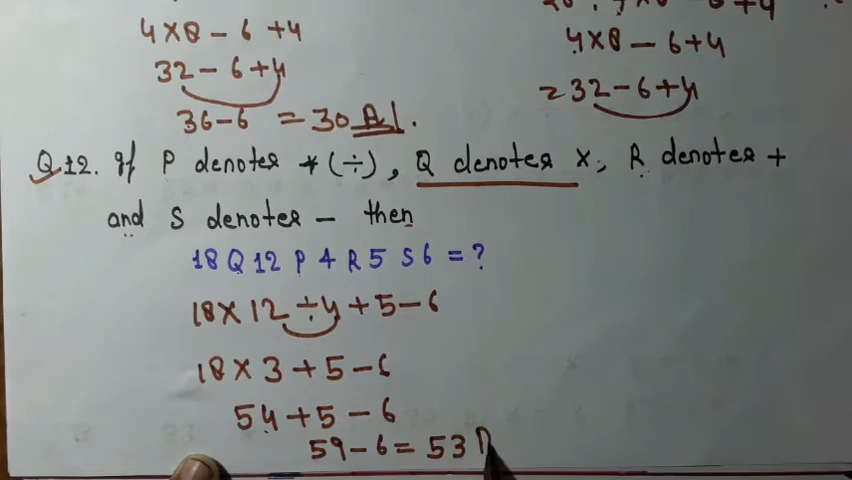 4×8 – 6 +4
32 – 6 +4
36–6 = 30 A
4×8 – 6+4
= 32 – 6 +4
Q12. If P denotes * (÷), Q denotes ×, R denotes +
and S denotes – then
18 Q 12 P 4 R 5 S 6 = ?
18×12 ÷4 +5–6
18 × 3 + 5 – 6
54 +5 – 6
59 – 6 = 53